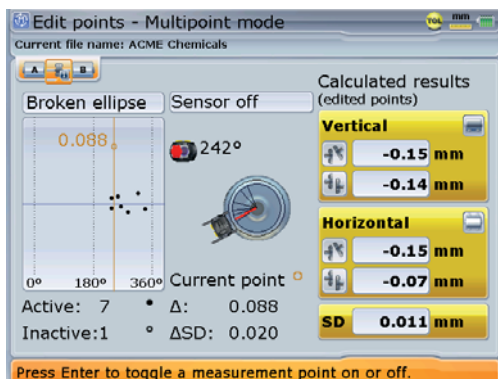 Edit points - Multipoint mode
TOL mm
Current file name: ACME Chemicals
A B
Calculated results
(edited points)
Broken ellipse
Sensor off
0.088
242°
Vertical
-0.15 mm
-0.14 mm
Horizontal
-0.15 mm
-0.07 mm
0° 180° 360°
Current point
Active: 7 Δ: 0.088
Inactive:1 ΔSD: 0.020
SD 0.011 mm
Press Enter to toggle a measurement point on or off.